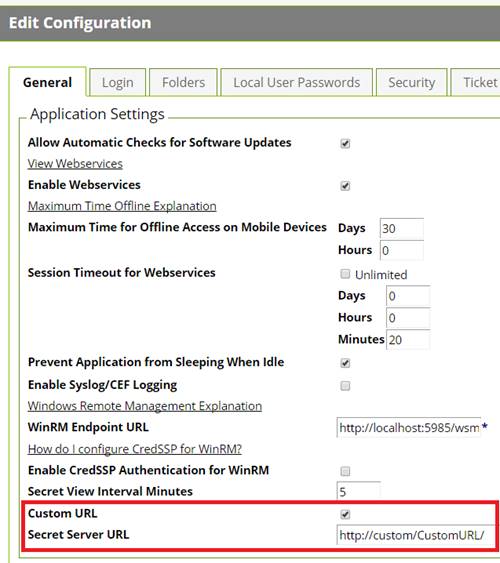 Edit Configuration
General Login Folders Local User Passwords Security Ticket
Application Settings
Allow Automatic Checks for Software Updates
View Webservices
Enable Webservices
Maximum Time Offline Explanation
Maximum Time for Offline Access on Mobile Devices Days 30
Hours 0
Session Timeout for Webservices Unlimited
Days 0
Hours 0
Minutes 20
Prevent Application from Sleeping When Idle
Enable Syslog/CEF Logging
Windows Remote Management Explanation
WinRM Endpoint URL http://localhost:5985/wsm *
How do I configure CredSSP for WinRM?
Enable CredSSP Authentication for WinRM
Secret View Interval Minutes 5
Custom URL
Secret Server URL http://custom/CustomURL/